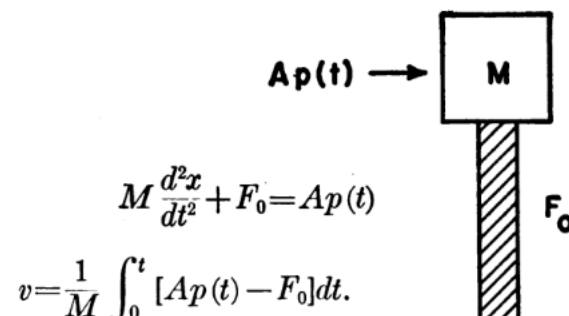 Ap(t) → M
F₀
M d²x/dt² + F₀ = Ap(t)
v = 1/M ∫₀ᵗ [Ap(t) − F₀]dt.